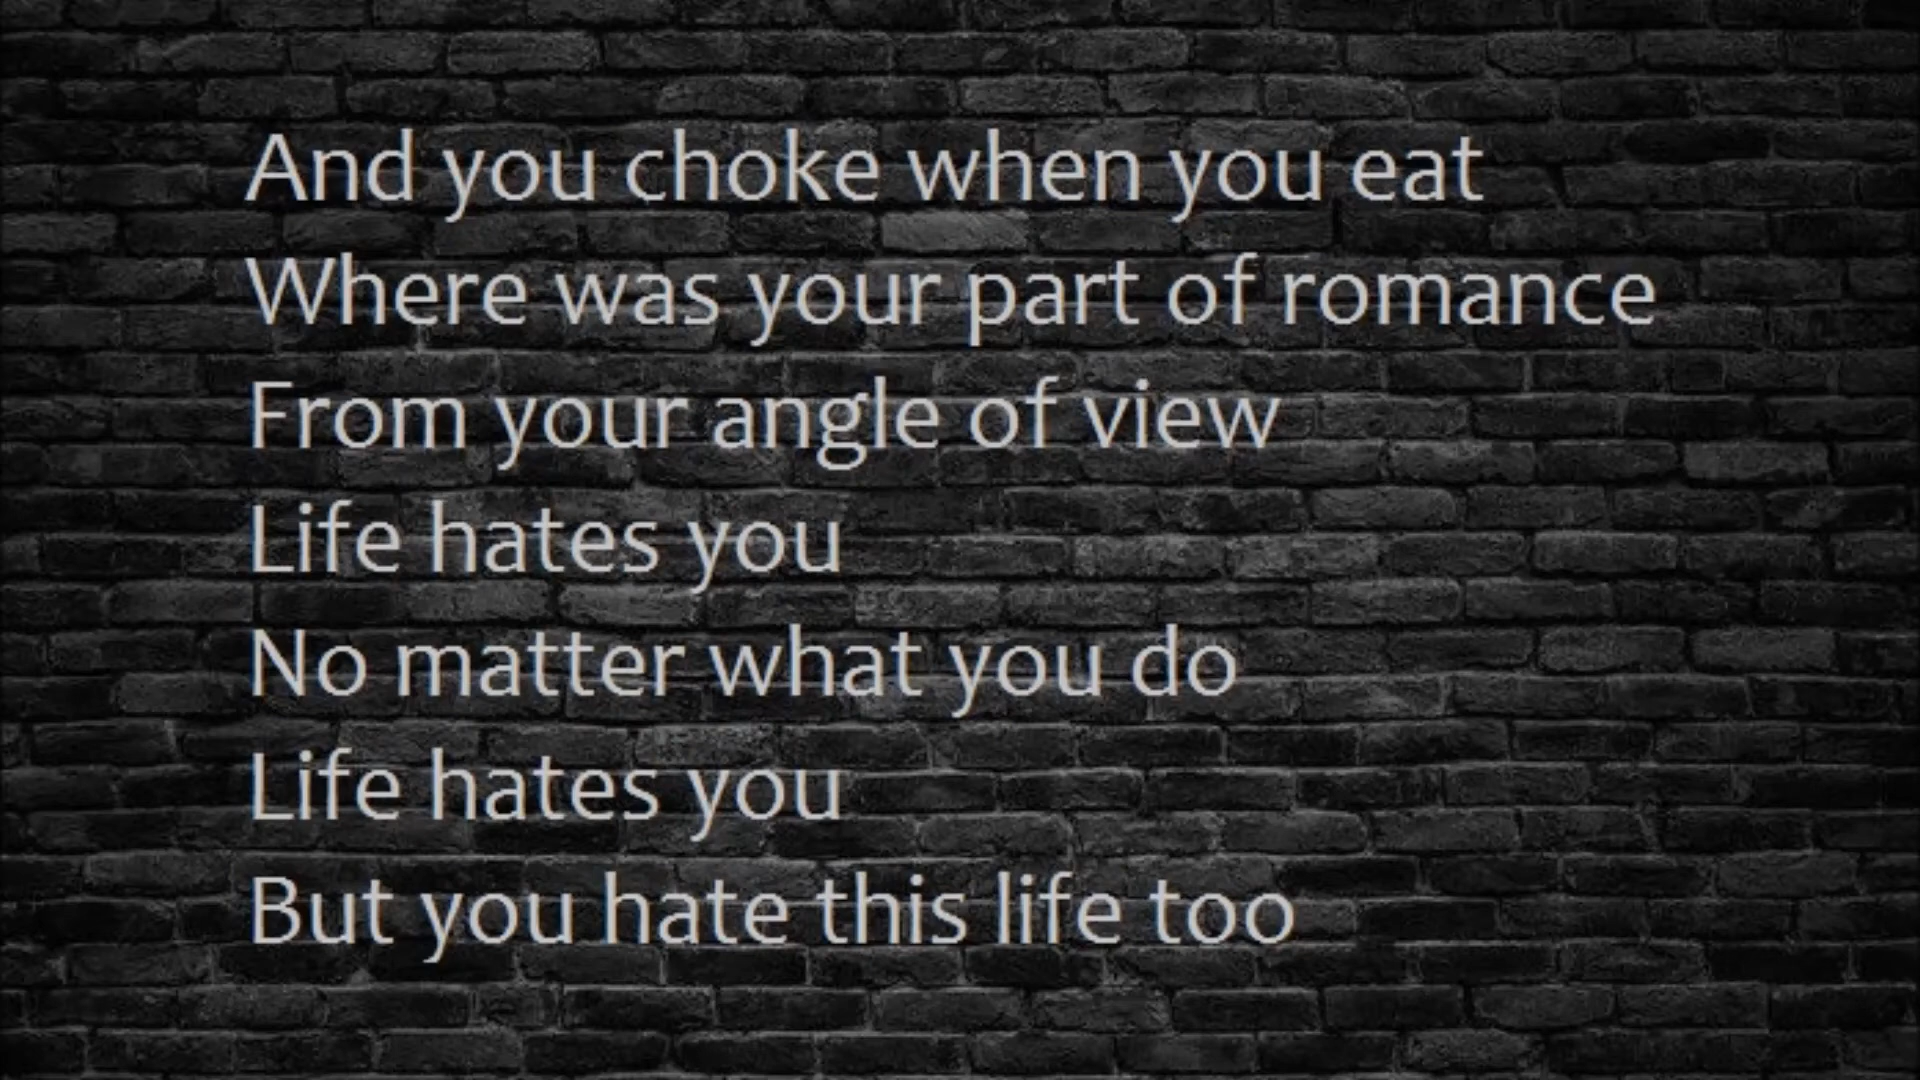 And you choke when you eat
Where was your part of romance
From your angle of view
Life hates you
No matter what you do
Life hates you
But you hate this life too